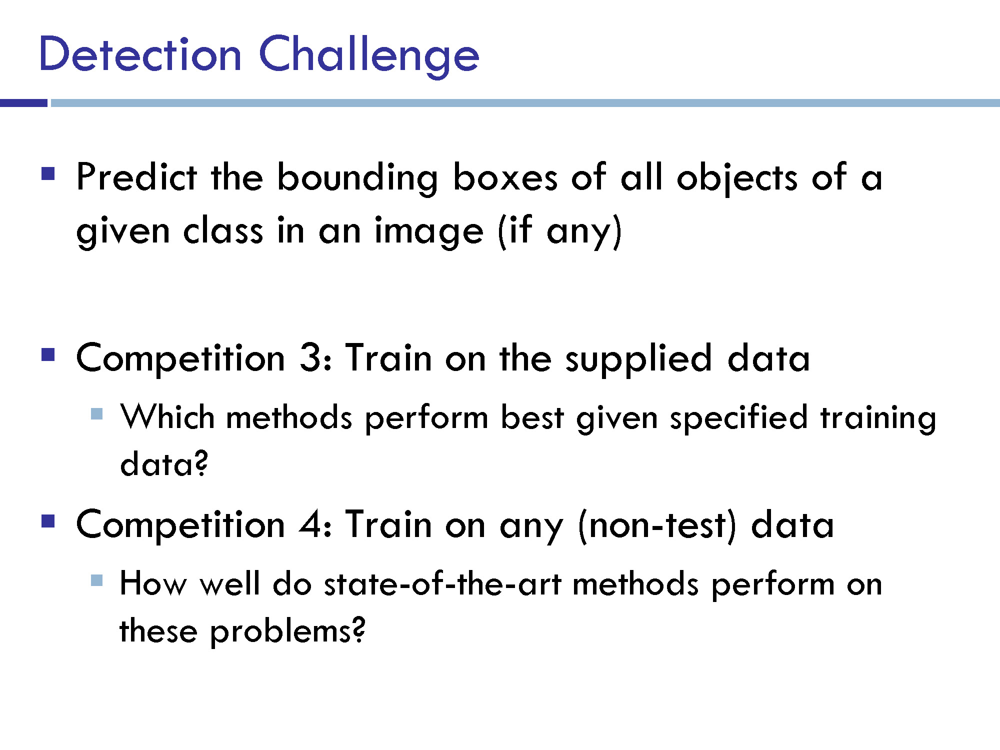 Detection Challenge
Predict the bounding boxes of all objects of a
given class in an image (if any)
Competition 3: Train on the supplied data
Which methods perform best given specified training
data?
Competition 4: Train on any (non-test) data
How well do state-of-the-art methods perform on
these problems?